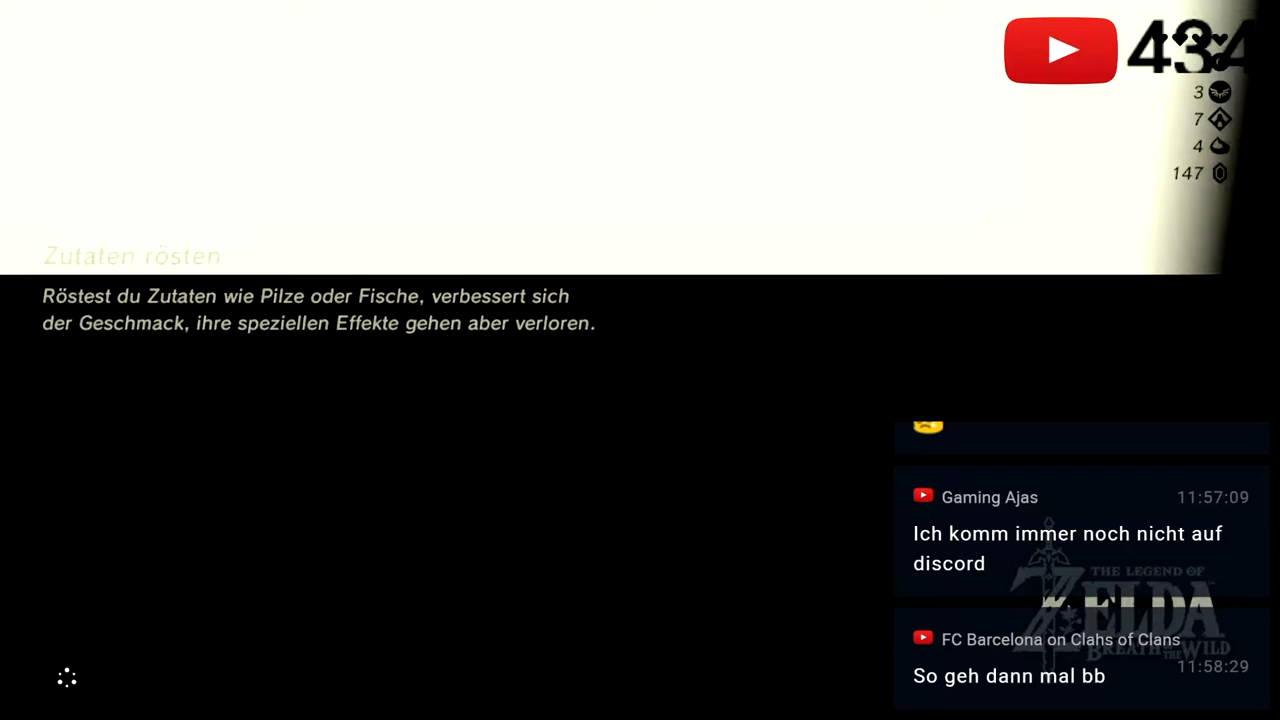 434
3
7
4
147
Zutaten rösten
Röstest du Zutaten wie Pilze oder Fische, verbessert sich
der Geschmack, ihre speziellen Effekte gehen aber verloren.
Gaming Ajas 11:57:09
Ich komm immer noch nicht auf
discord
THE LEGEND OF
ZELDA
BREATH OF THE WILD
FC Barcelona on Clahs of Clans
11:58:29
So geh dann mal bb